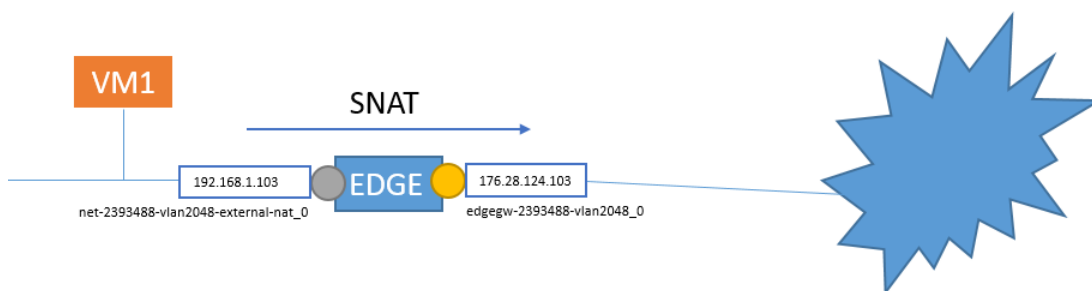 VM1
SNAT
192.168.1.103
EDGE
176.28.124.103
net-2393488-vlan2048-external-nat_0
edgegw-2393488-vlan2048_0